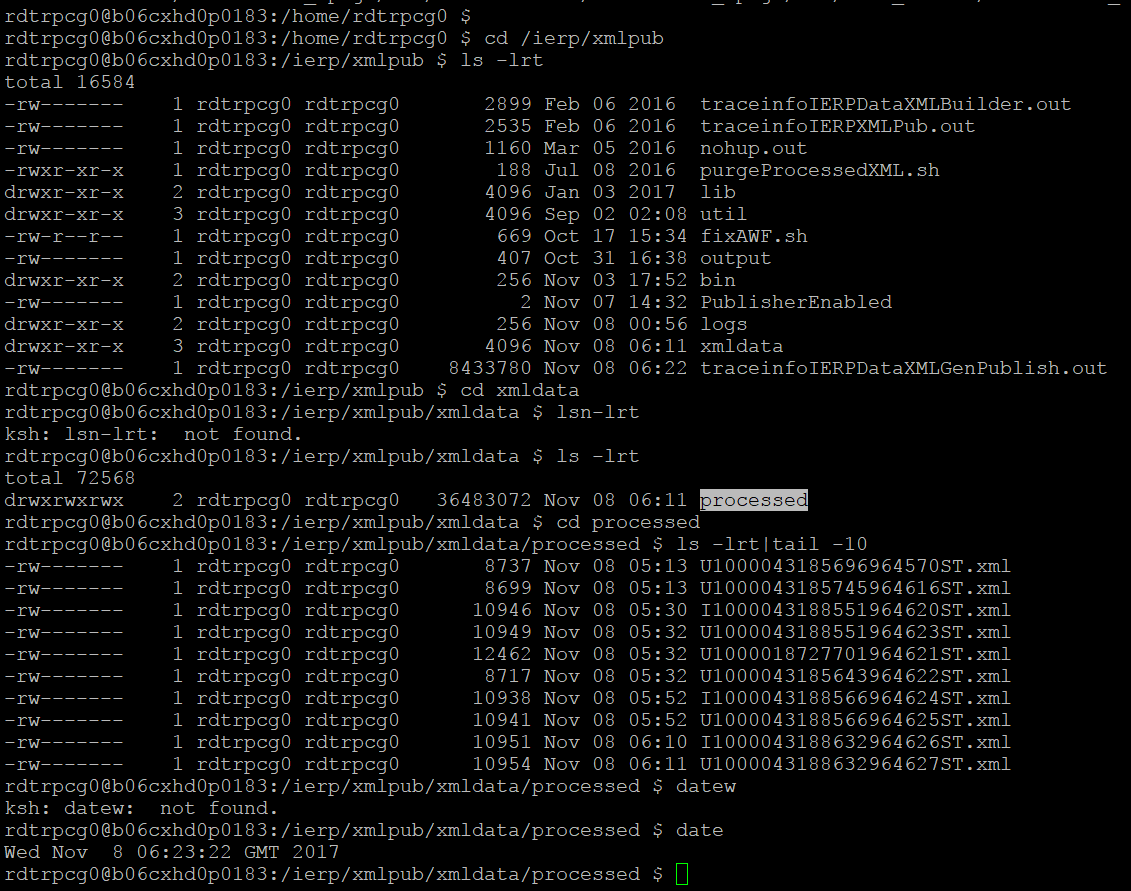 rdtrpcg0@b06cxhd0p0183:/home/rdtrpcg0 $
rdtrpcg0@b06cxhd0p0183:/home/rdtrpcg0 $ cd /ierp/xmlpub
rdtrpcg0@b06cxhd0p0183:/ierp/xmlpub $ ls -lrt
total 16584
-rw-------    1 rdtrpcg0 rdtrpcg0       2899 Feb 06 2016  traceinfoIERPDataXMLBuilder.out
-rw-------    1 rdtrpcg0 rdtrpcg0       2535 Feb 06 2016  traceinfoIERPXMLPub.out
-rw-------    1 rdtrpcg0 rdtrpcg0       1160 Mar 05 2016  nohup.out
-rwxr-xr-x    1 rdtrpcg0 rdtrpcg0        188 Jul 08 2016  purgeProcessedXML.sh
drwxr-xr-x    2 rdtrpcg0 rdtrpcg0       4096 Jan 03 2017  lib
drwxr-xr-x    3 rdtrpcg0 rdtrpcg0       4096 Sep 02 02:08 util
-rw-r--r--    1 rdtrpcg0 rdtrpcg0        669 Oct 17 15:34 fixAWF.sh
-rw-------    1 rdtrpcg0 rdtrpcg0        407 Oct 31 16:38 output
drwxr-xr-x    2 rdtrpcg0 rdtrpcg0        256 Nov 03 17:52 bin
-rw-------    1 rdtrpcg0 rdtrpcg0          2 Nov 07 14:32 PublisherEnabled
drwxr-xr-x    2 rdtrpcg0 rdtrpcg0        256 Nov 08 00:56 logs
drwxr-xr-x    3 rdtrpcg0 rdtrpcg0       4096 Nov 08 06:11 xmldata
-rw-------    1 rdtrpcg0 rdtrpcg0    8433780 Nov 08 06:22 traceinfoIERPDataXMLGenPublish.out
rdtrpcg0@b06cxhd0p0183:/ierp/xmlpub $ cd xmldata
rdtrpcg0@b06cxhd0p0183:/ierp/xmlpub/xmldata $ lsn-lrt
ksh: lsn-lrt:  not found.
rdtrpcg0@b06cxhd0p0183:/ierp/xmlpub/xmldata $ ls -lrt
total 72568
drwxrwxrwx    2 rdtrpcg0 rdtrpcg0   36483072 Nov 08 06:11 processed
rdtrpcg0@b06cxhd0p0183:/ierp/xmlpub/xmldata $ cd processed
rdtrpcg0@b06cxhd0p0183:/ierp/xmlpub/xmldata/processed $ ls -lrt|tail -10
-rw-------    1 rdtrpcg0 rdtrpcg0       8737 Nov 08 05:13 U1000043185696964570ST.xml
-rw-------    1 rdtrpcg0 rdtrpcg0       8699 Nov 08 05:13 U1000043185745964616ST.xml
-rw-------    1 rdtrpcg0 rdtrpcg0      10946 Nov 08 05:30 I1000043188551964620ST.xml
-rw-------    1 rdtrpcg0 rdtrpcg0      10949 Nov 08 05:32 U1000043188551964623ST.xml
-rw-------    1 rdtrpcg0 rdtrpcg0      12462 Nov 08 05:32 U1000018727701964621ST.xml
-rw-------    1 rdtrpcg0 rdtrpcg0       8717 Nov 08 05:32 U1000043185643964622ST.xml
-rw-------    1 rdtrpcg0 rdtrpcg0      10938 Nov 08 05:52 I1000043188566964624ST.xml
-rw-------    1 rdtrpcg0 rdtrpcg0      10941 Nov 08 05:52 U1000043188566964625ST.xml
-rw-------    1 rdtrpcg0 rdtrpcg0      10951 Nov 08 06:10 I1000043188632964626ST.xml
-rw-------    1 rdtrpcg0 rdtrpcg0      10954 Nov 08 06:11 U1000043188632964627ST.xml
rdtrpcg0@b06cxhd0p0183:/ierp/xmlpub/xmldata/processed $ datew
ksh: datew:  not found.
rdtrpcg0@b06cxhd0p0183:/ierp/xmlpub/xmldata/processed $ date
Wed Nov  8 06:23:22 GMT 2017
rdtrpcg0@b06cxhd0p0183:/ierp/xmlpub/xmldata/processed $